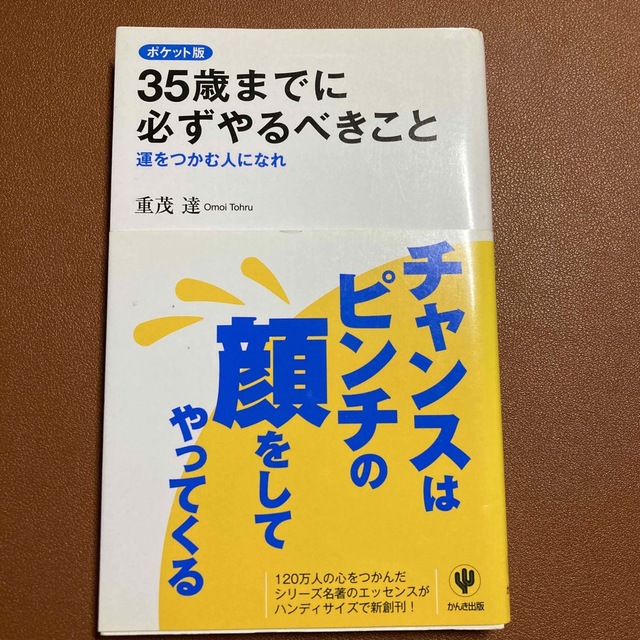 ポケット版
35歳までに
必ずやるべきこと
運をつかむ人になれ
重茂 達 Omoi Tohru
チャンスは
ピンチの
顔をして
やってくる
120万人の心をつかんだ
シリーズ名著のエッセンスが
ハンディサイズで新創刊！
かんき出版